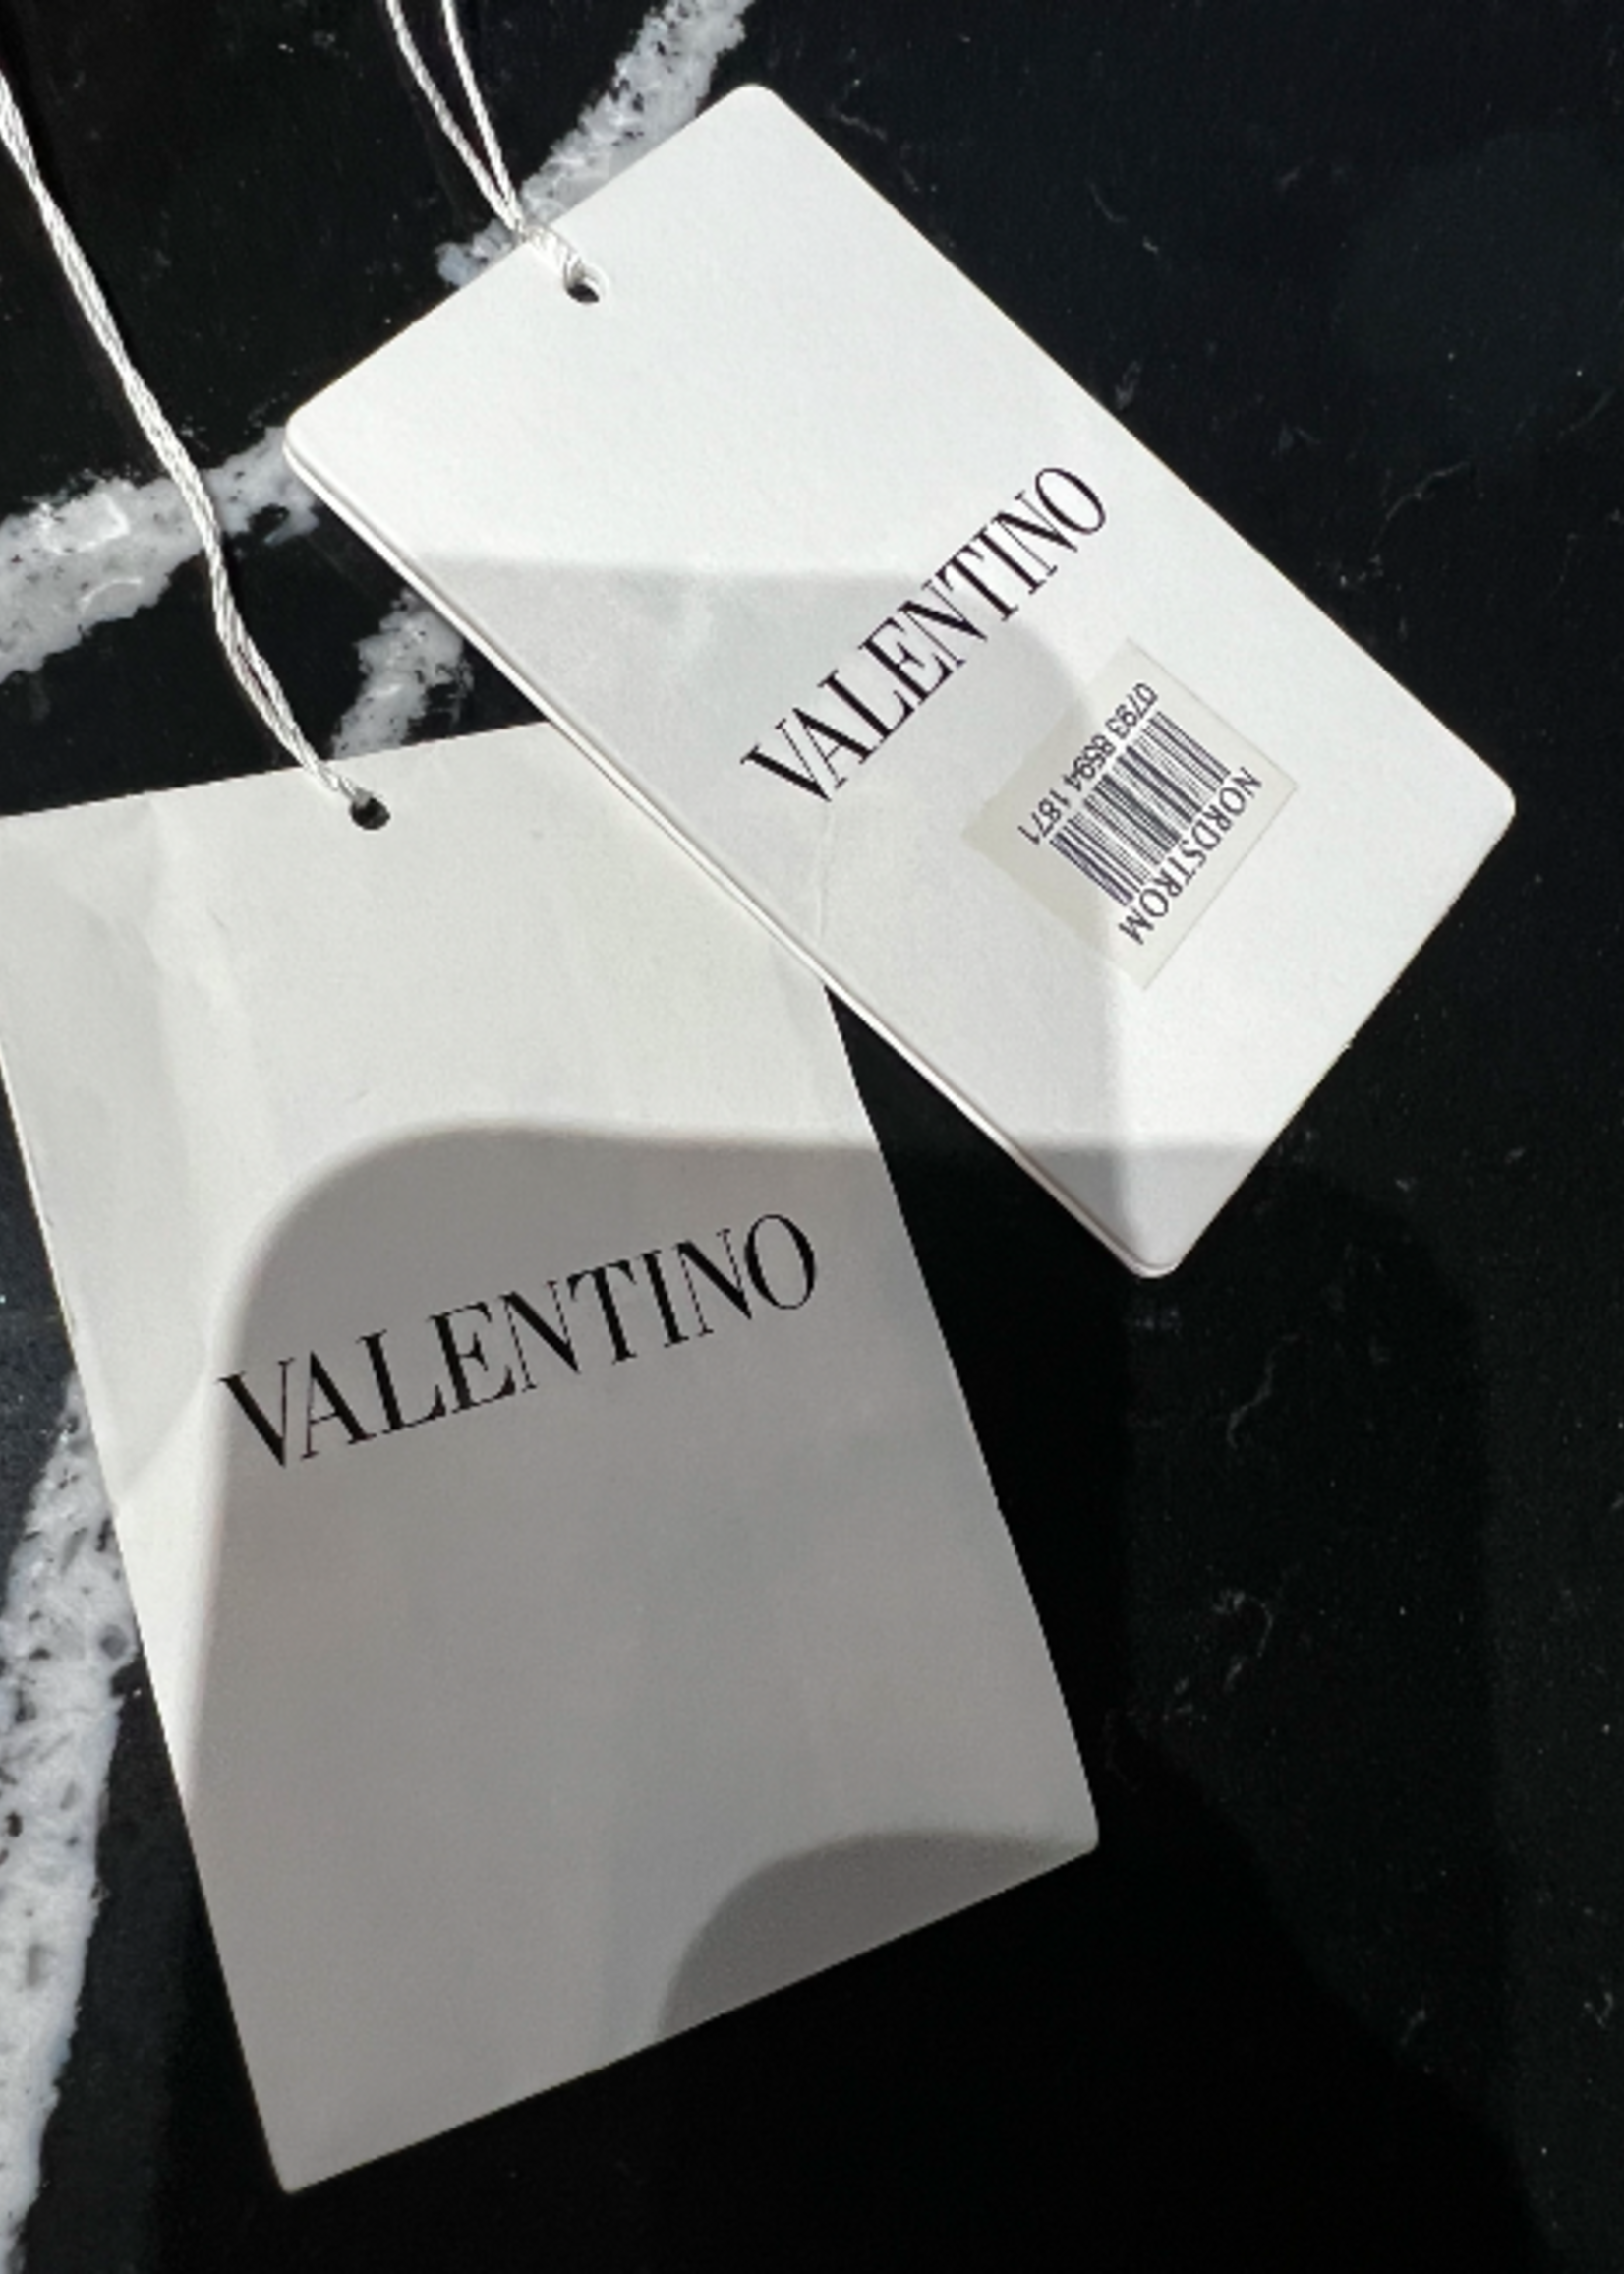 VALENTINO
NORDSTROM
0793 8594 1871
VALENTINO